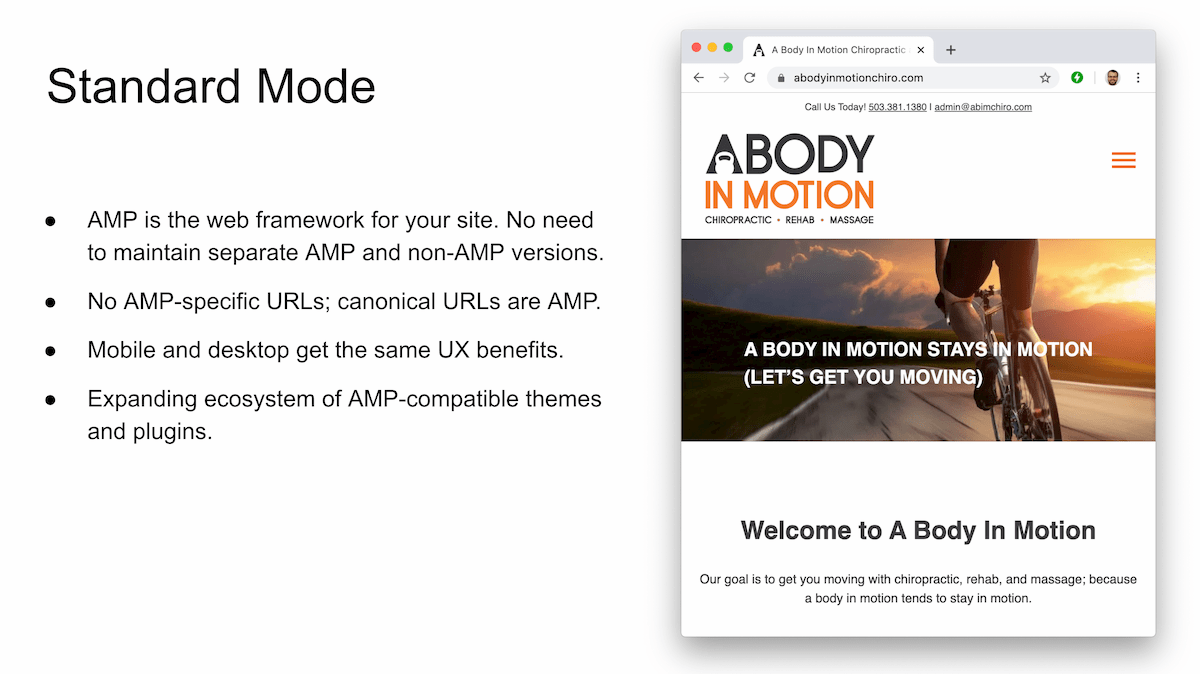 Standard Mode
● AMP is the web framework for your site. No need
to maintain separate AMP and non-AMP versions.
● No AMP-specific URLs; canonical URLs are AMP.
● Mobile and desktop get the same UX benefits.
● Expanding ecosystem of AMP-compatible themes
and plugins.
A Body In Motion Chiropractic
abodyinmotionchiro.com
Call Us Today! 503.381.1380 | admin@abimchiro.com
ABODY
IN MOTION
CHIROPRACTIC • REHAB • MASSAGE
A BODY IN MOTION STAYS IN MOTION
(LET’S GET YOU MOVING)
Welcome to A Body In Motion
Our goal is to get you moving with chiropractic, rehab, and massage; because
a body in motion tends to stay in motion.